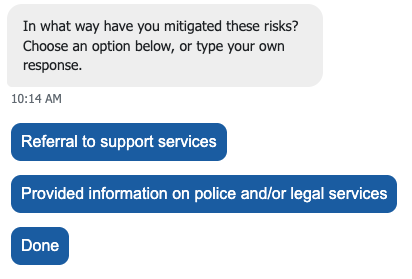 In what way have you mitigated these risks?
Choose an option below, or type your own
response.
10:14 AM
Referral to support services
Provided information on police and/or legal services
Done